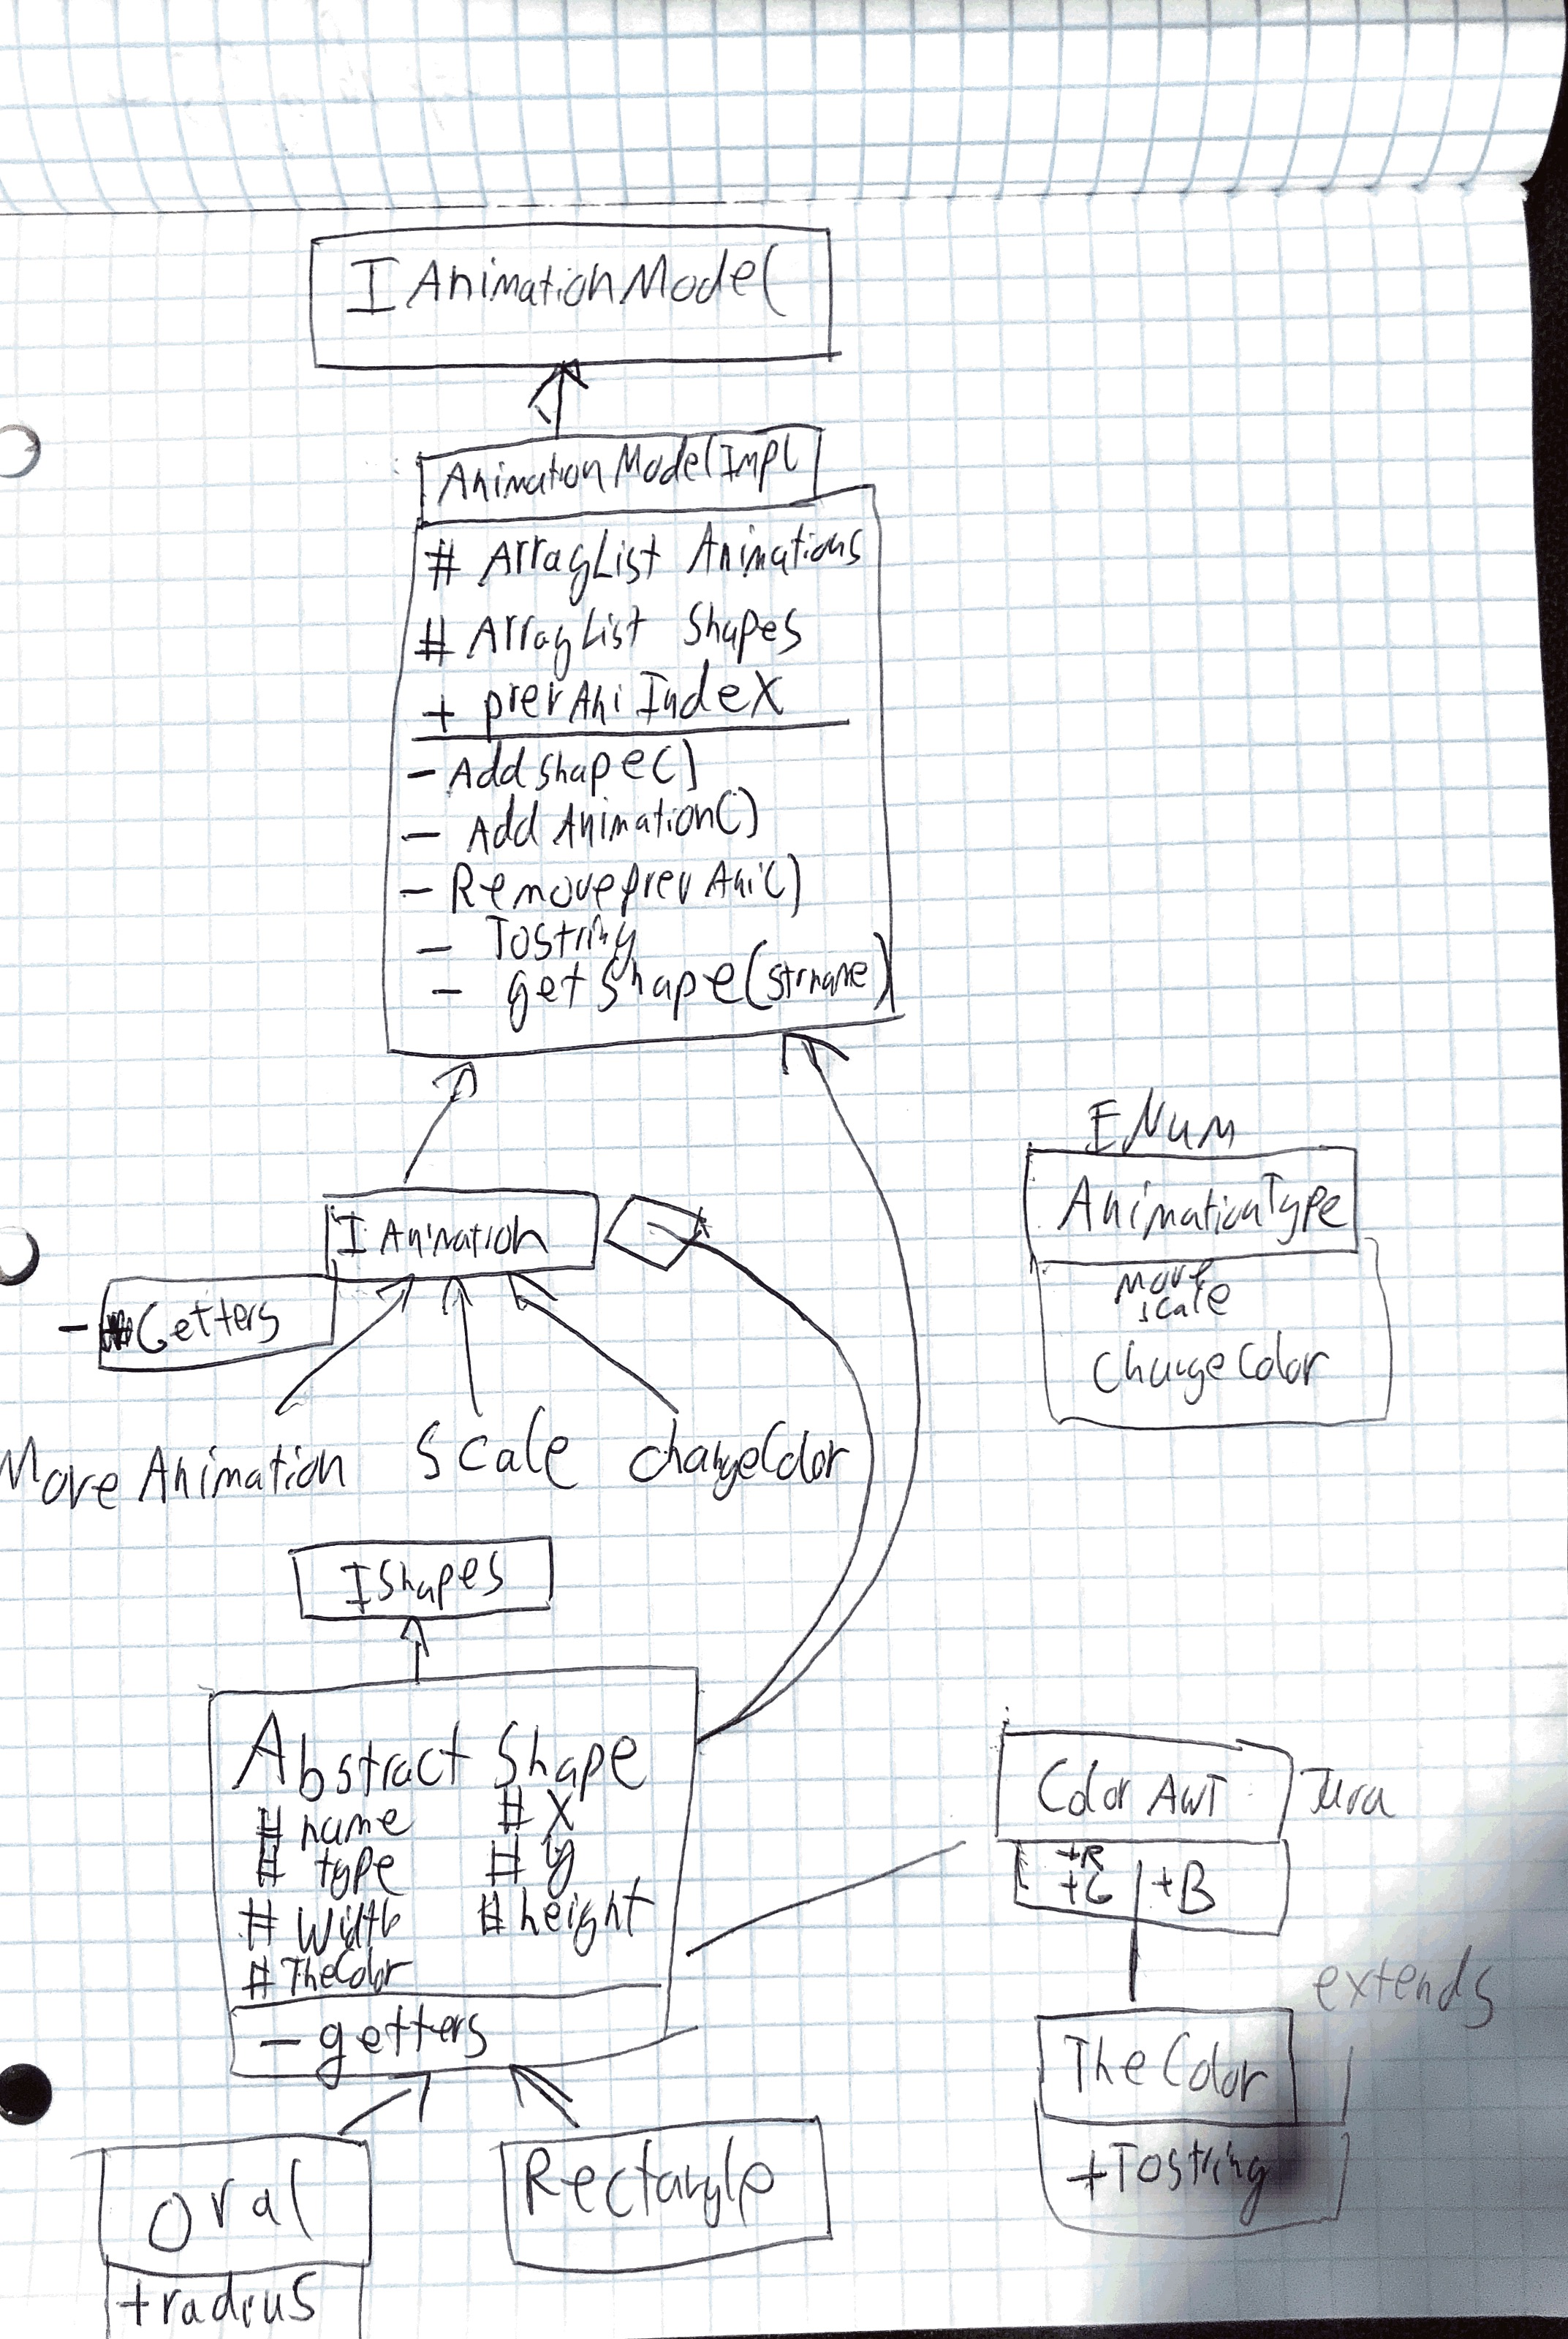 IAnimationModel
AnimationModelImpl
# ArrayList Animations
# ArrayList Shapes
+ prevAniIndex
- AddShape()
- AddAnimation()
- RemovePrevAni()
- Tostring
- getShape(strname)
ENum
AnimationType
move
scale
ChangeColor
IAnimation
- Getters
Move Animation Scale changeColor
IShapes
Abstract Shape
# name # X
# type # y
# width # height
# TheColor
- getters
Color AWT Java
+R
+G +B
extends
TheColor
+Tostring
Oval
+radius
Rectangle